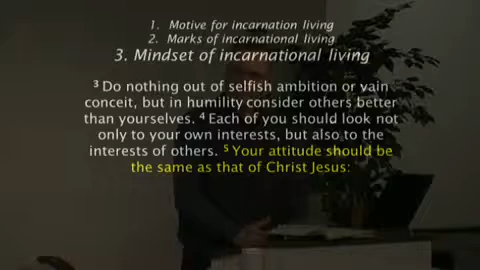 1. Motive for incarnation living
2. Marks of incarnational living
3. Mindset of incarnational living
3 Do nothing out of selfish ambition or vain
conceit, but in humility consider others better
than yourselves. 4 Each of you should look not
only to your own interests, but also to the
interests of others. 5 Your attitude should be
the same as that of Christ Jesus: